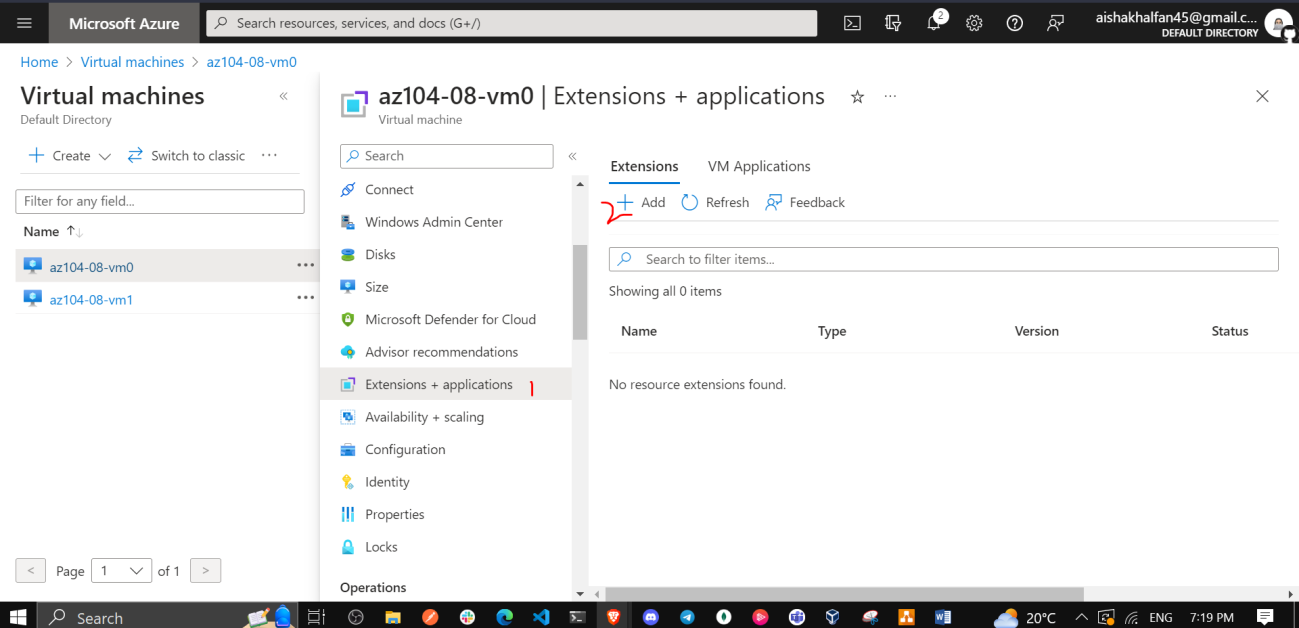 Microsoft Azure
Search resources, services, and docs (G+/)
2
aishakhalfan45@gmail.c...
DEFAULT DIRECTORY
Home > Virtual machines > az104-08-vm0
Virtual machines
Default Directory
Create
Switch to classic
Filter for any field...
Name
az104-08-vm0
az104-08-vm1
< Page 1 of 1 >
az104-08-vm0 | Extensions + applications
Virtual machine
Search
Connect
Windows Admin Center
Disks
Size
Microsoft Defender for Cloud
Advisor recommendations
Extensions + applications 1
Availability + scaling
Configuration
Identity
Properties
Locks
Operations
Extensions VM Applications
2 Add Refresh Feedback
Search to filter items...
Showing all 0 items
Name Type Version Status
No resource extensions found.
Search
20°C ENG 7:19 PM